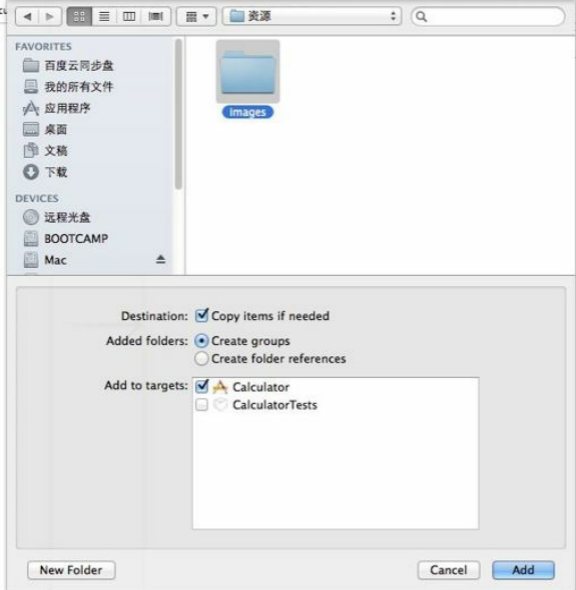 资源
FAVORITES
百度云同步盘
我的所有文件
应用程序
桌面
文稿
下载
DEVICES
远程光盘
BOOTCAMP
Mac
images
Destination: Copy items if needed
Added folders: Create groups
Create folder references
Add to targets: Calculator
CalculatorTests
New Folder Cancel Add